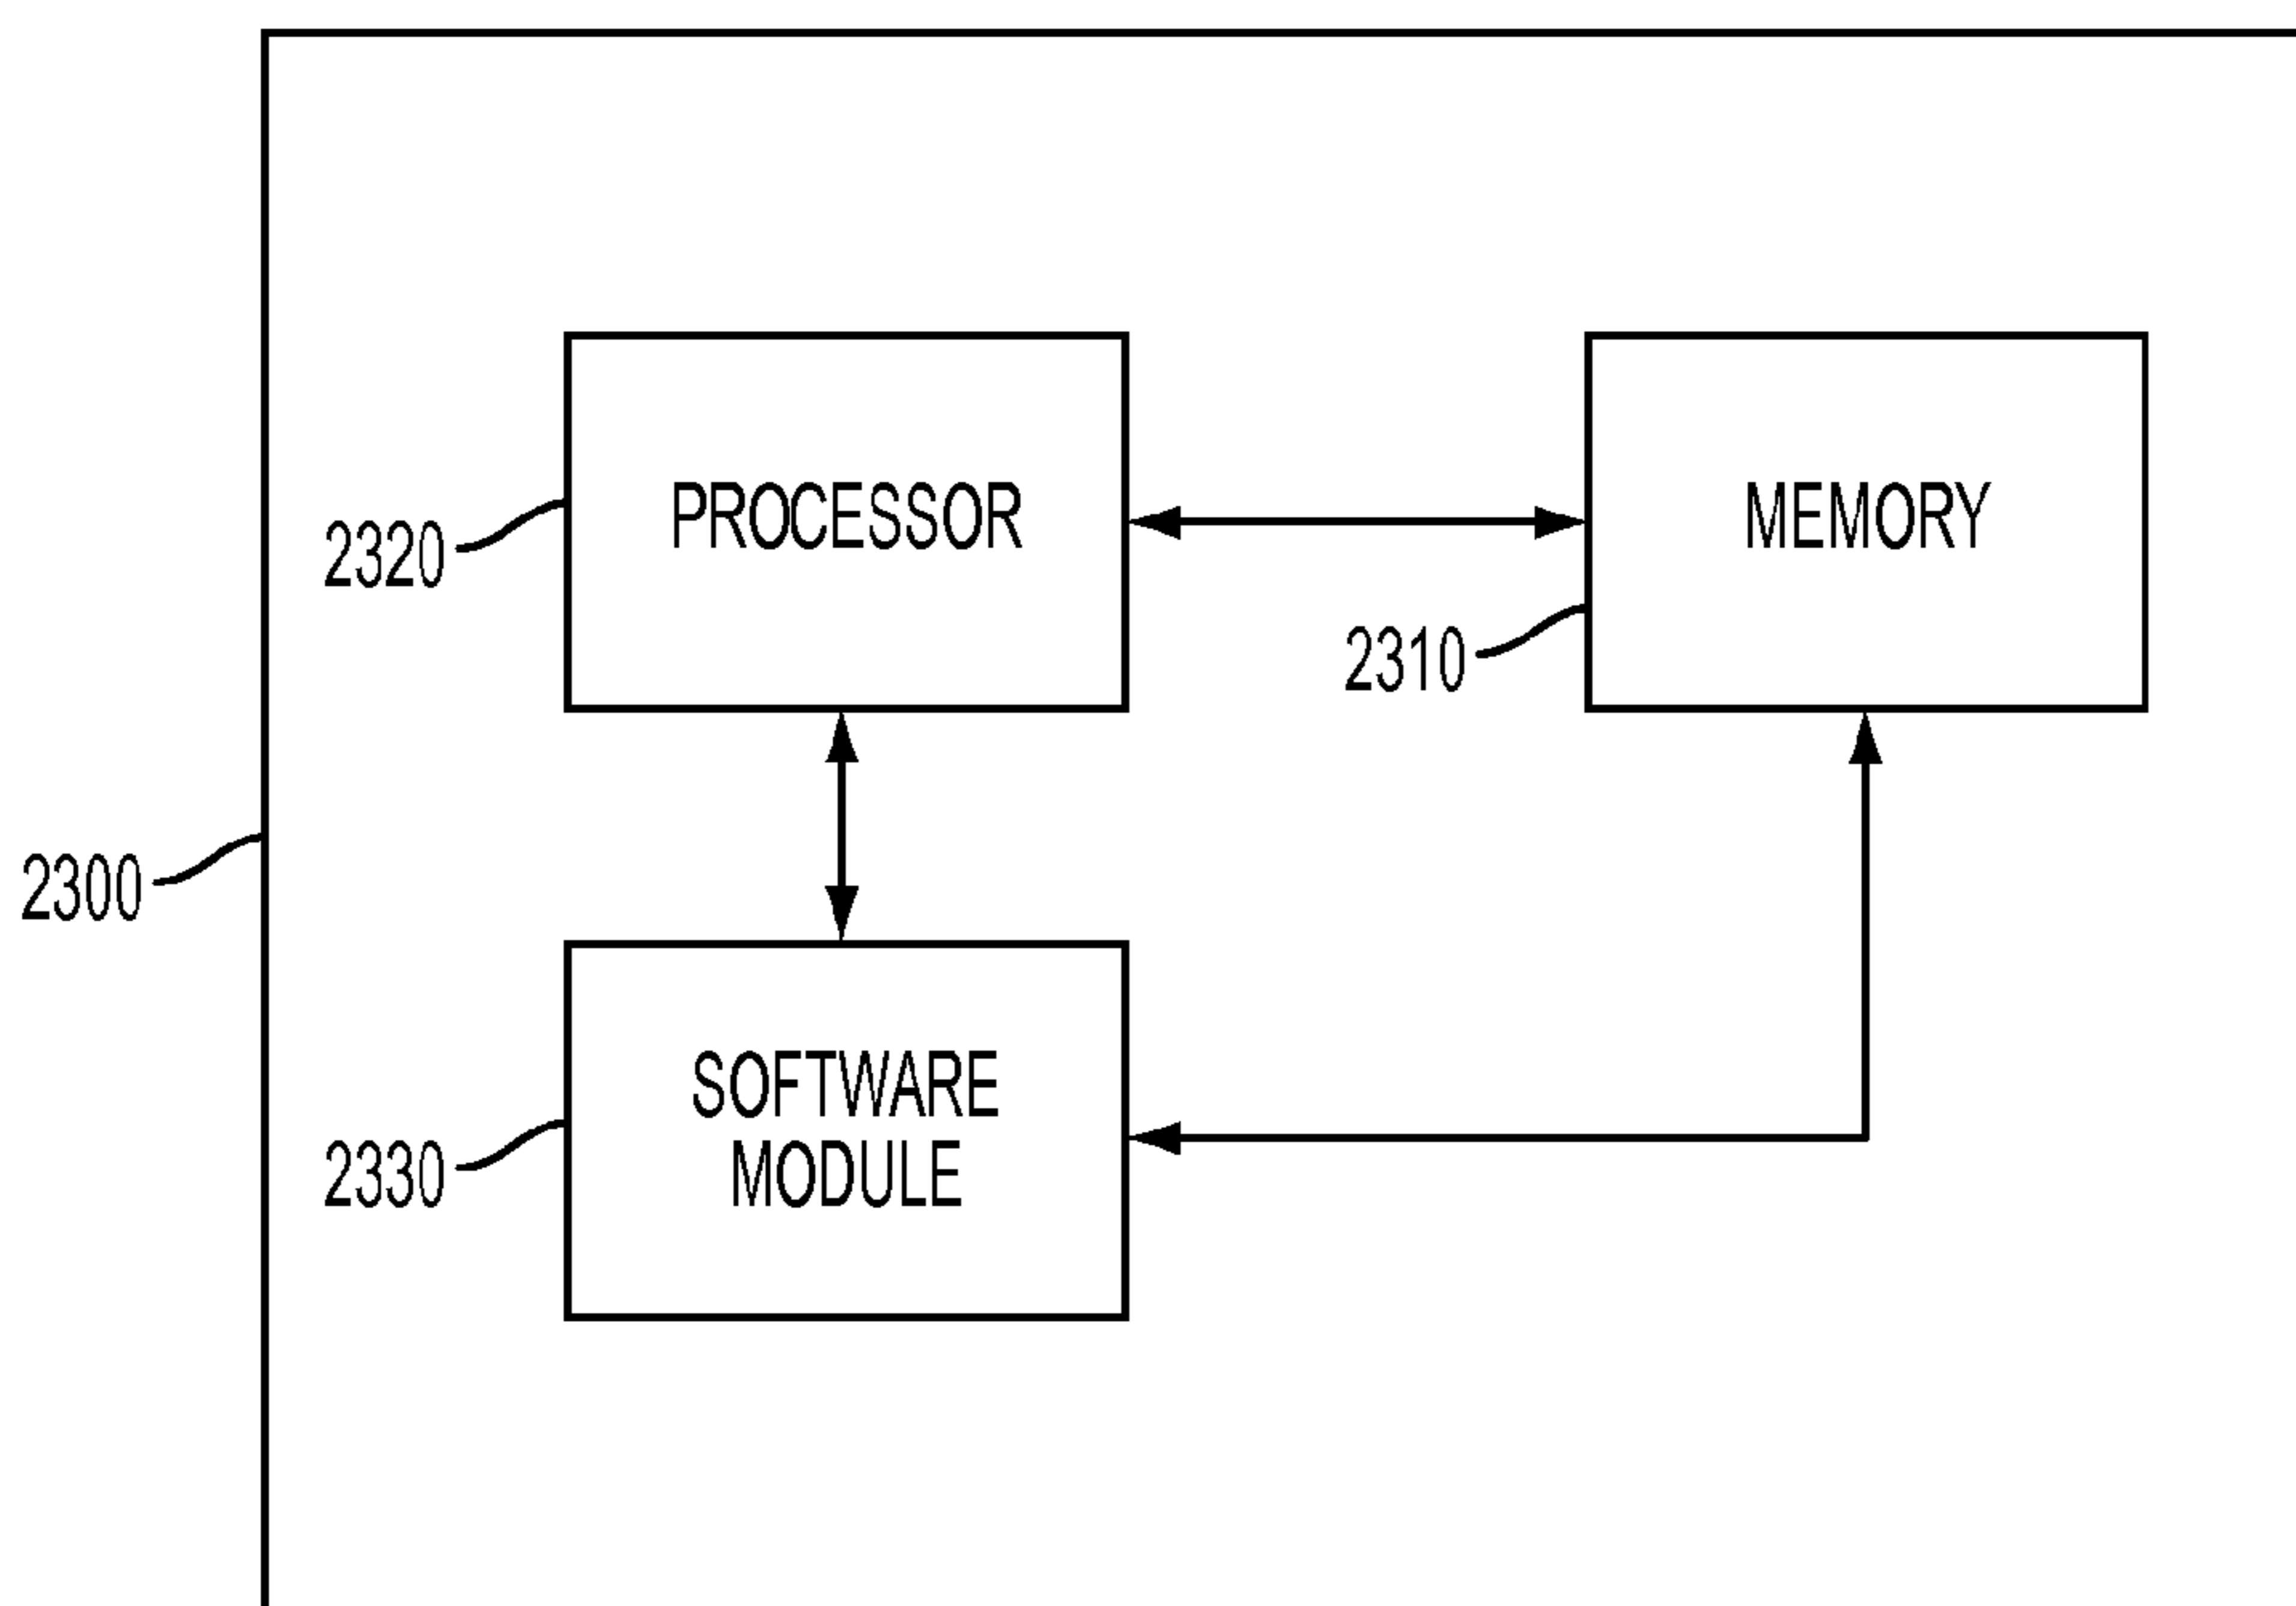 PROCESSOR
MEMORY
2320
2310
2300
SOFTWARE
MODULE
2330